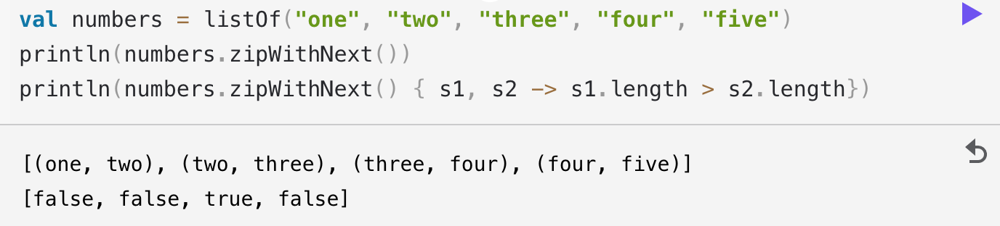 val numbers = listOf("one", "two", "three", "four", "five")
println(numbers.zipWithNext())
println(numbers.zipWithNext() { s1, s2 -> s1.length > s2.length})
[(one, two), (two, three), (three, four), (four, five)]
[false, false, true, false]